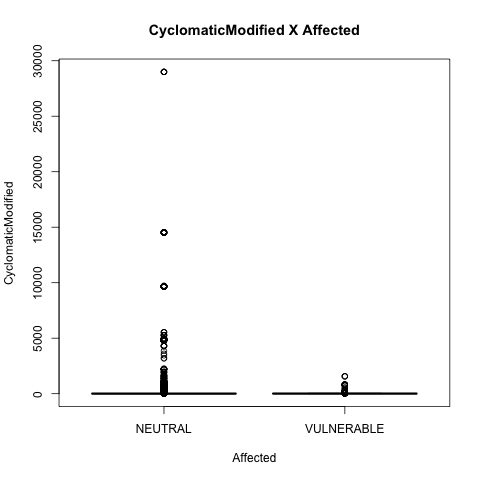 CyclomaticModified X Affected
CyclomaticModified
30000
25000
20000
15000
10000
5000
0
NEUTRAL
VULNERABLE
Affected